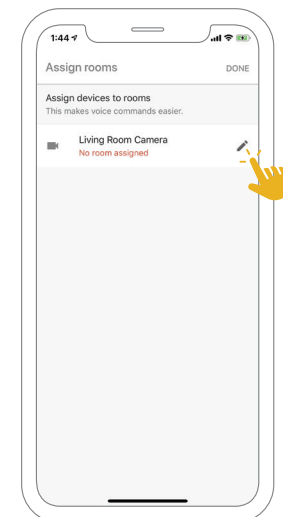 1:44
Assign rooms DONE
Assign devices to rooms
This makes voice commands easier.
Living Room Camera
No room assigned